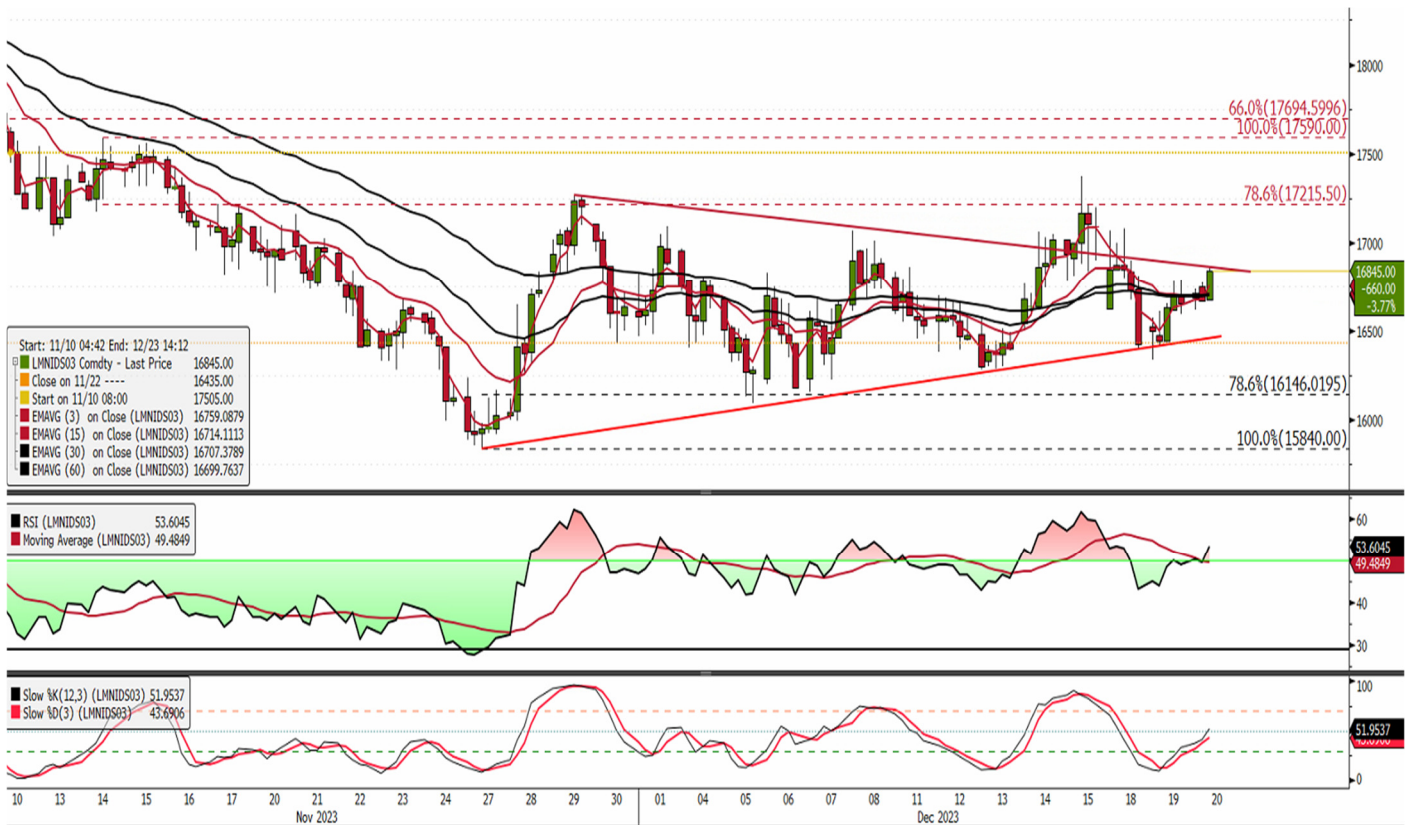 18000
66.0%(17694.5996)
100.0%(17590.00)
17500
78.6%(17215.50)
17000
16845.00
-660.00
-3.77%
16500
78.6%(16146.0195)
16000
100.0%(15840.00)
Start: 11/10 04:42 End: 12/23 14:12
LMNIDS03 Comdty - Last Price 16845.00
Close on 11/22 ---- 16435.00
Start on 11/10 08:00 17505.00
EMAVG (3) on Close (LMNIDS03) 16759.0879
EMAVG (15) on Close (LMNIDS03) 16714.1113
EMAVG (30) on Close (LMNIDS03) 16707.3789
EMAVG (60) on Close (LMNIDS03) 16699.7637
RSI (LMNIDS03) 53.6045
Moving Average (LMNIDS03) 49.4849
60
53.6045
49.4849
40
30
Slow %K(12,3) (LMNIDS03) 51.9537
Slow %D(3) (LMNIDS03) 43.6906
100
51.9537
0
10 13 14 15 16 17 20 21 22 23 24 27 28 29 30 01 04 05 06 07 08 11 12 13 14 15 18 19 20
Nov 2023 Dec 2023